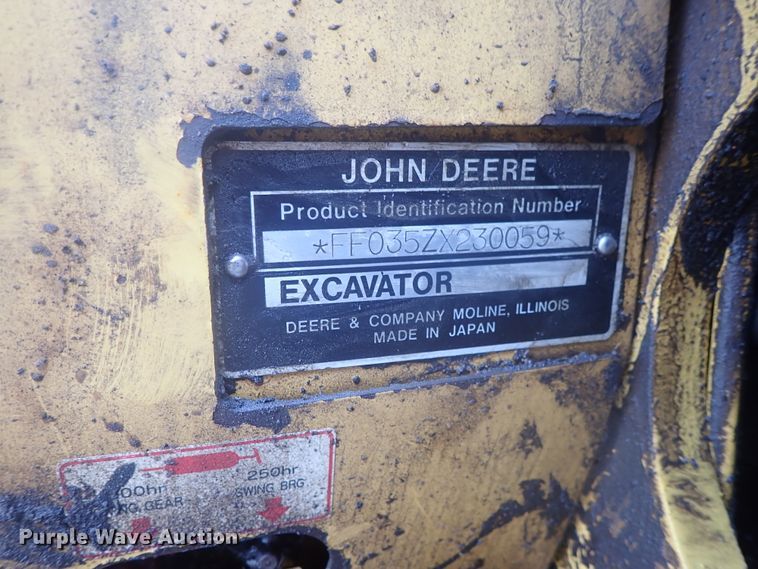 JOHN DEERE
Product Identification Number
*FF035ZX230059*
EXCAVATOR
DEERE & COMPANY MOLINE, ILLINOIS
MADE IN JAPAN
250hr
SWING BRG
GEAR
Purple Wave Auction